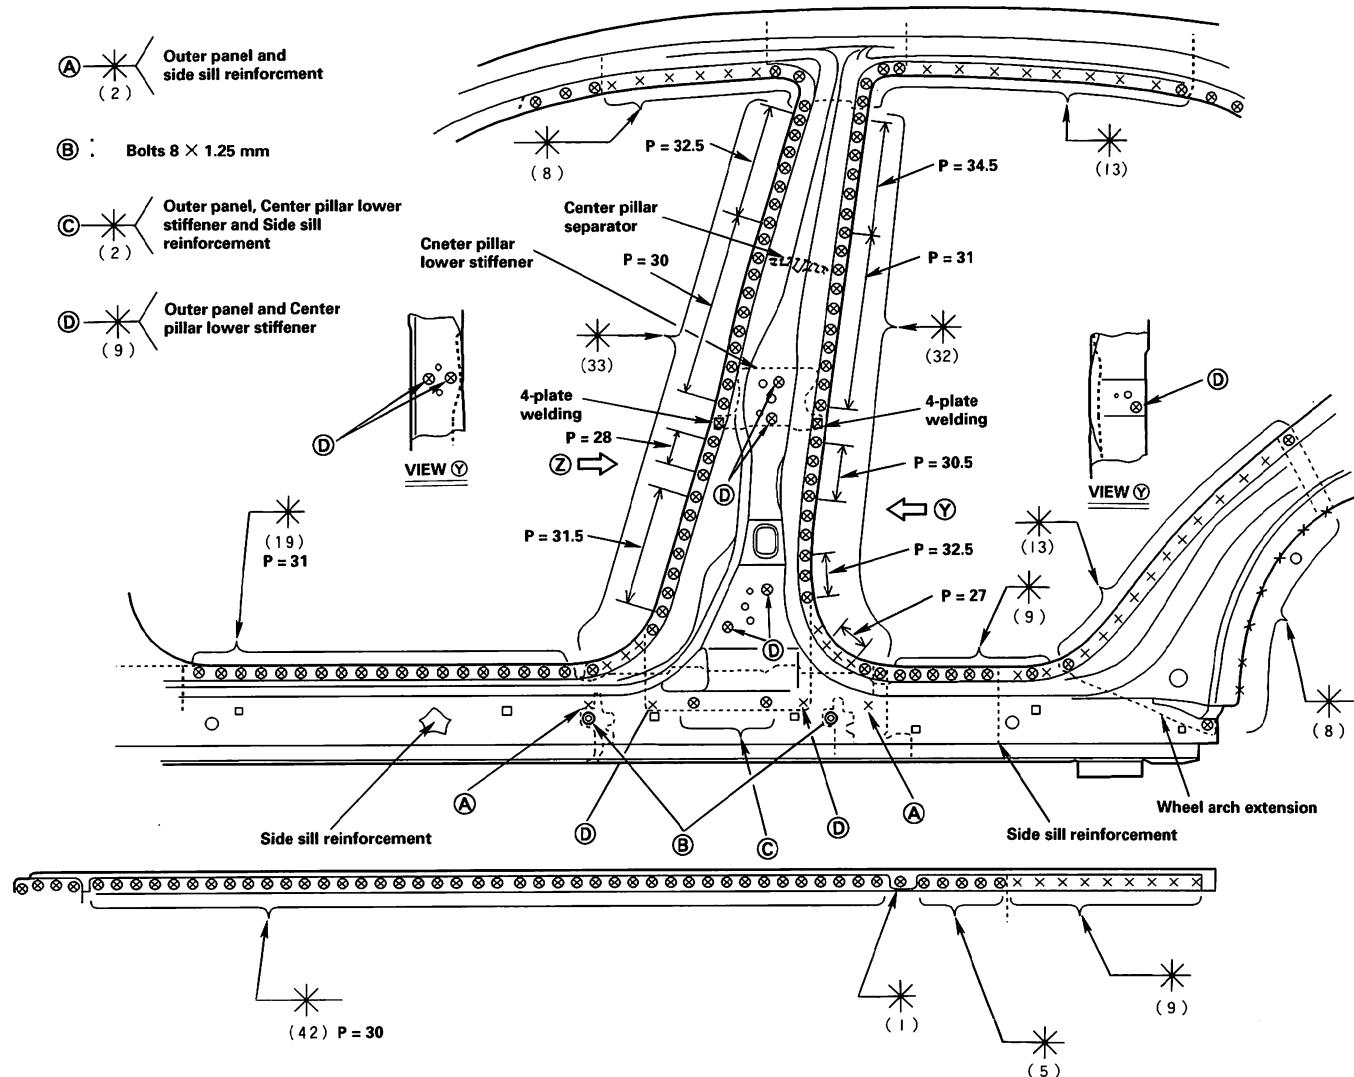 Ⓐ Outer panel and
side sill reinforcment
(2)
Ⓑ : Bolts 8 × 1.25 mm
Ⓒ Outer panel, Center pillar lower
stiffener and Side sill
reinforcement
(2)
Ⓓ Outer panel and Center
pillar lower stiffener
(9)
(8)
(13)
P = 32.5
P = 34.5
Center pillar
separator
Cneter pillar
lower stiffener
P = 30
P = 31
(33)
(32)
4-plate
welding
4-plate
welding
P = 28
P = 30.5
Ⓩ
Ⓨ
Ⓓ
VIEW Ⓨ
Ⓓ
VIEW Ⓨ
Ⓓ
(19)
P = 31
P = 31.5
P = 32.5
P = 27
(13)
(9)
Ⓓ
(8)
Ⓐ
Ⓓ
Ⓑ
Ⓒ
Ⓓ
Ⓐ
Side sill reinforcement
Side sill reinforcement
Wheel arch extension
(42) P = 30
(1)
(5)
(9)